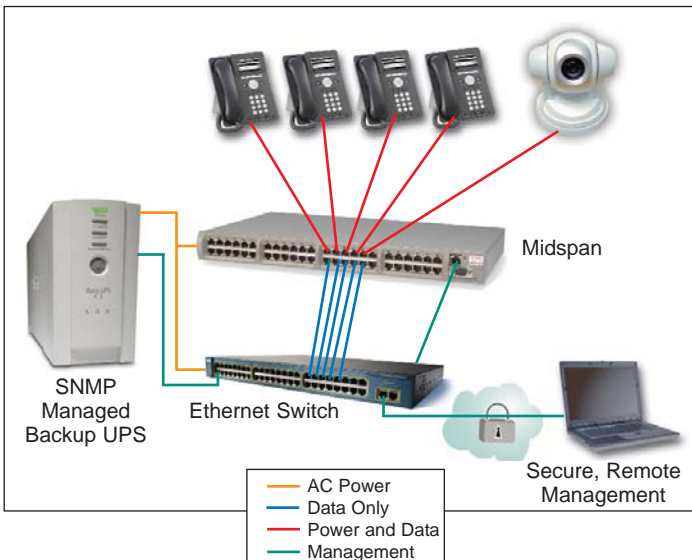 Midspan
SNMP
Managed
Backup UPS
Ethernet Switch
Secure, Remote
Management
AC Power
Data Only
Power and Data
Management